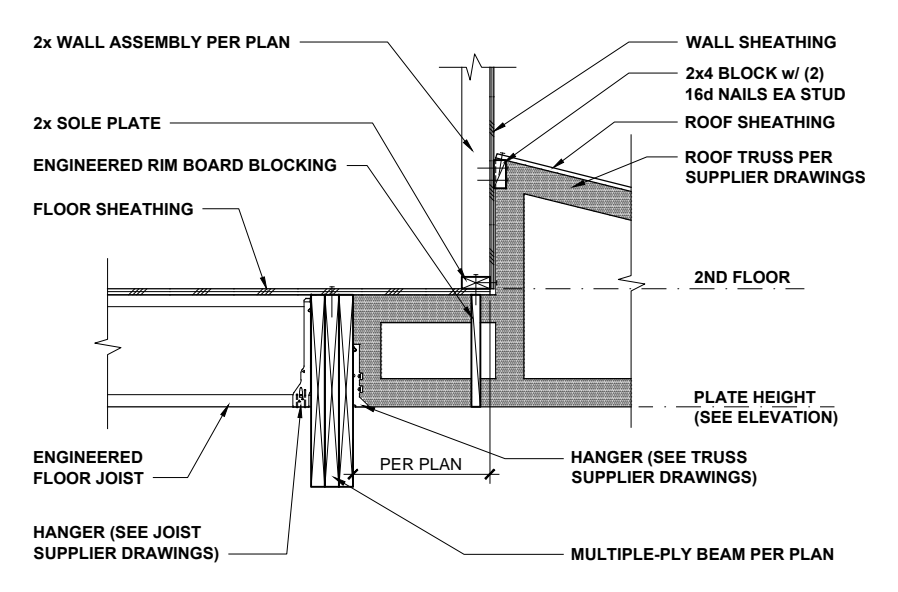 2x WALL ASSEMBLY PER PLAN
2x SOLE PLATE
ENGINEERED RIM BOARD BLOCKING
FLOOR SHEATHING
WALL SHEATHING
2x4 BLOCK w/ (2)
16d NAILS EA STUD
ROOF SHEATHING
ROOF TRUSS PER
SUPPLIER DRAWINGS
2ND FLOOR
PLATE HEIGHT
(SEE ELEVATION)
ENGINEERED
FLOOR JOIST
PER PLAN
HANGER (SEE TRUSS
SUPPLIER DRAWINGS)
HANGER (SEE JOIST
SUPPLIER DRAWINGS)
MULTIPLE-PLY BEAM PER PLAN